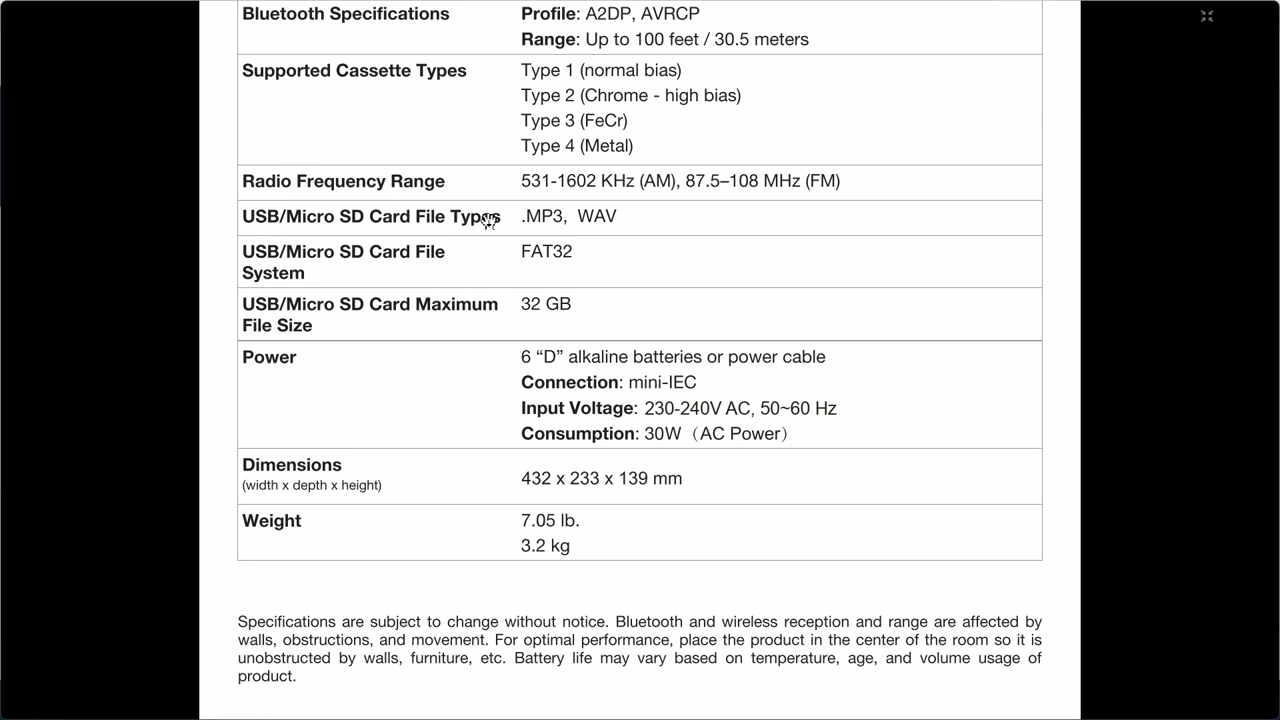 Bluetooth Specifications
Profile: A2DP, AVRCP
Range: Up to 100 feet / 30.5 meters
Supported Cassette Types
Type 1 (normal bias)
Type 2 (Chrome - high bias)
Type 3 (FeCr)
Type 4 (Metal)
Radio Frequency Range
531-1602 KHz (AM), 87.5–108 MHz (FM)
USB/Micro SD Card File Types
.MP3,  WAV
USB/Micro SD Card File
System
FAT32
USB/Micro SD Card Maximum
File Size
32 GB
Power
6 “D” alkaline batteries or power cable
Connection: mini-IEC
Input Voltage: 230-240V AC, 50~60 Hz
Consumption: 30W（AC Power）
Dimensions
(width x depth x height)
432 x 233 x 139 mm
Weight
7.05 lb.
3.2 kg
Specifications are subject to change without notice. Bluetooth and wireless reception and range are affected by
walls, obstructions, and movement. For optimal performance, place the product in the center of the room so it is
unobstructed by walls, furniture, etc. Battery life may vary based on temperature, age, and volume usage of
product.